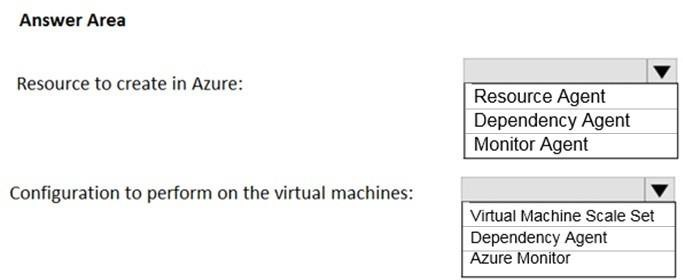 Answer Area
Resource to create in Azure:
Resource Agent
Dependency Agent
Monitor Agent
Configuration to perform on the virtual machines:
Virtual Machine Scale Set
Dependency Agent
Azure Monitor